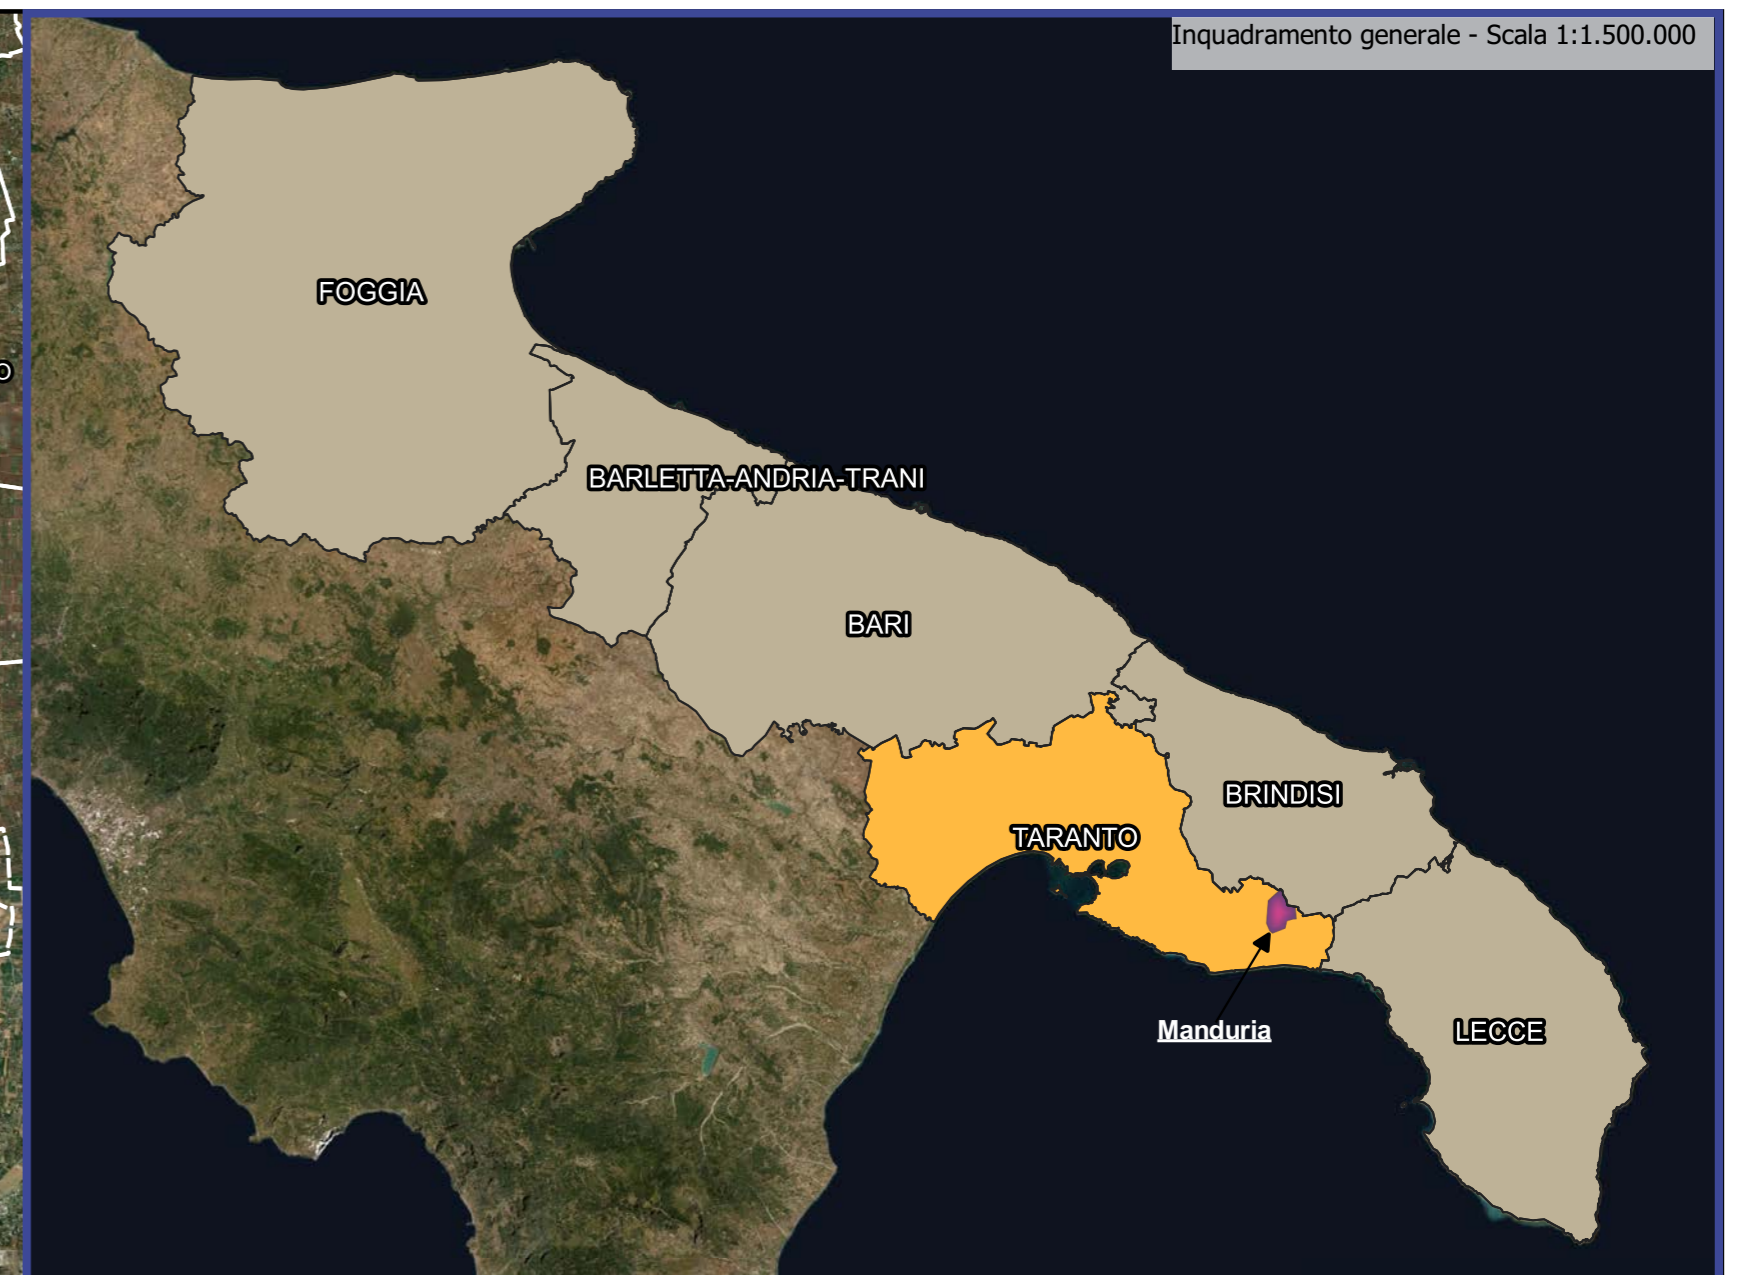 Inquadramento generale - Scala 1:1.500.000
FOGGIA
O
BARLETTA-ANDRIA-TRANI
BARI
BRINDISI
TARANTO
Manduria
LECCE